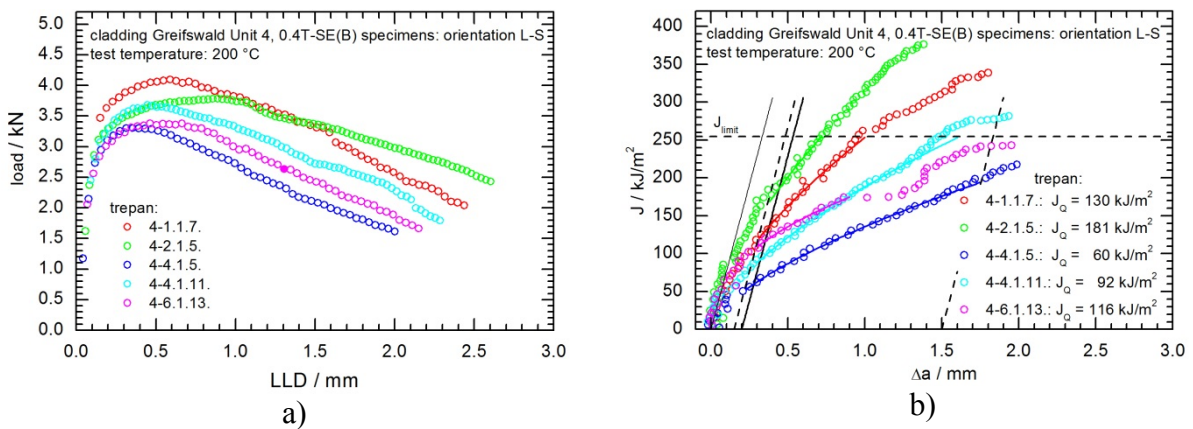 cladding Greifswald Unit 4, 0.4T-SE(B) specimens: orientation L-S
test temperature: 200 °C
load / kN
5.0
4.5
4.0
3.5
3.0
2.5
2.0
1.5
1.0
0.5
0.0
trepan:
4-1.1.7.
4-2.1.5.
4-4.1.5.
4-4.1.11.
4-6.1.13.
0.0 0.5 1.0 1.5 2.0 2.5 3.0
LLD / mm
a)
cladding Greifswald Unit 4, 0.4T-SE(B) specimens: orientation L-S
test temperature: 200 °C
J / kJ/m²
400
350
300
250
200
150
100
50
0
J_limit
trepan:
4-1.1.7.: J_Q = 130 kJ/m²
4-2.1.5.: J_Q = 181 kJ/m²
4-4.1.5.: J_Q = 60 kJ/m²
4-4.1.11.: J_Q = 92 kJ/m²
4-6.1.13.: J_Q = 116 kJ/m²
0.0 0.5 1.0 1.5 2.0 2.5 3.0
Δa / mm
b)